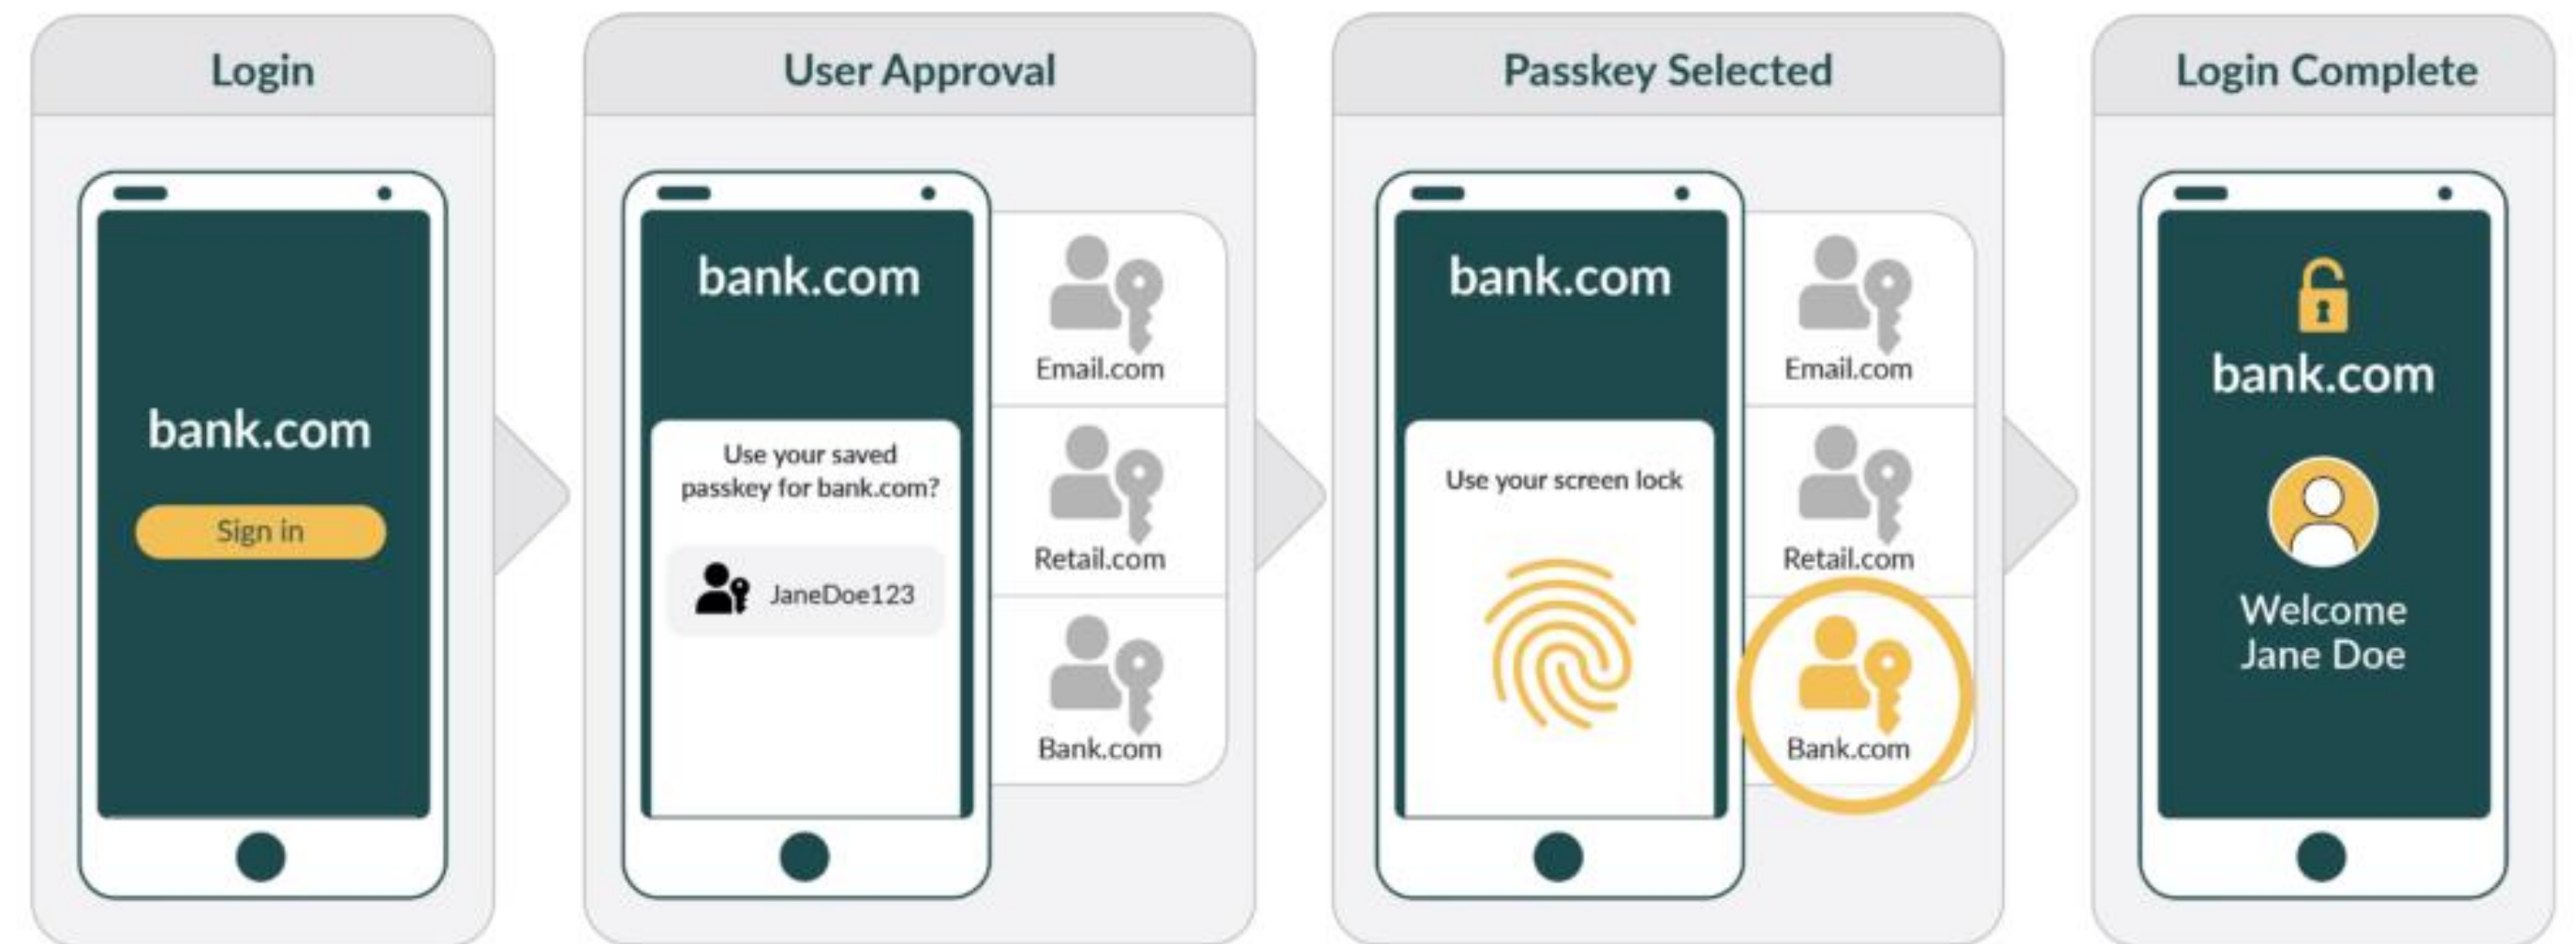 Login
bank.com
Sign in
User Approval
bank.com
Use your saved
passkey for bank.com?
JaneDoe123
Email.com
Retail.com
Bank.com
Passkey Selected
bank.com
Use your screen lock
Email.com
Retail.com
Bank.com
Login Complete
bank.com
Welcome
Jane Doe